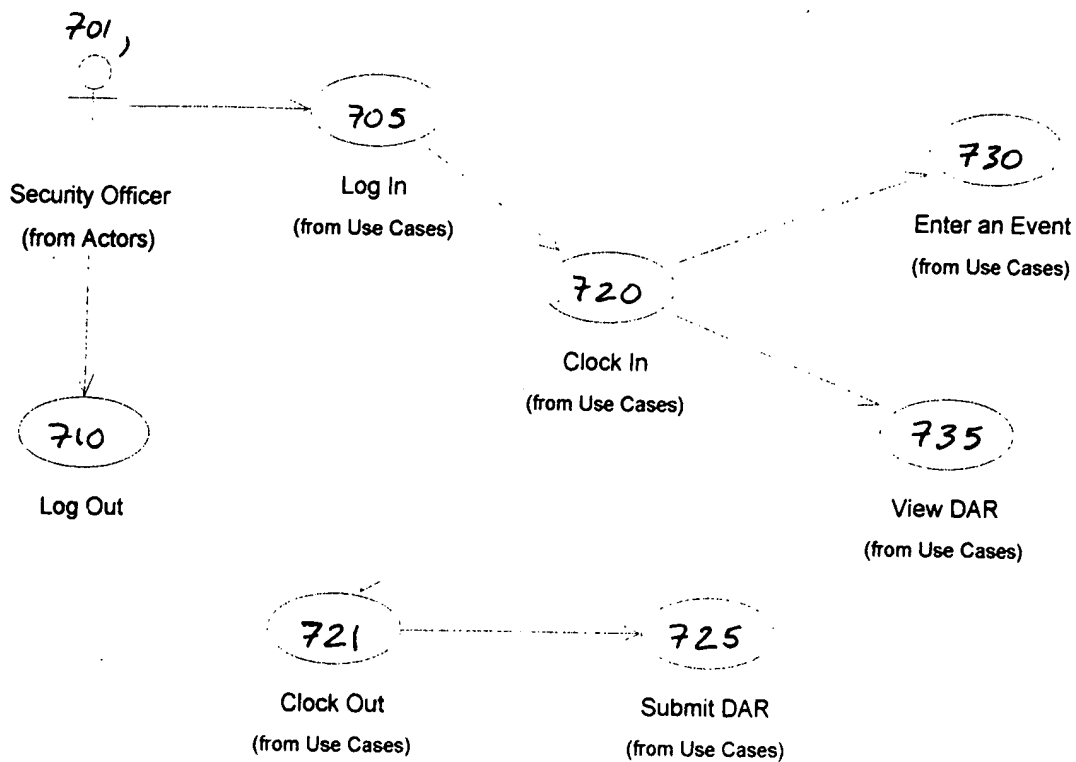 701,
Security Officer
(from Actors)
705
Log In
(from Use Cases)
730
Enter an Event
(from Use Cases)
720
Clock In
(from Use Cases)
710
Log Out
735
View DAR
(from Use Cases)
721
Clock Out
(from Use Cases)
725
Submit DAR
(from Use Cases)